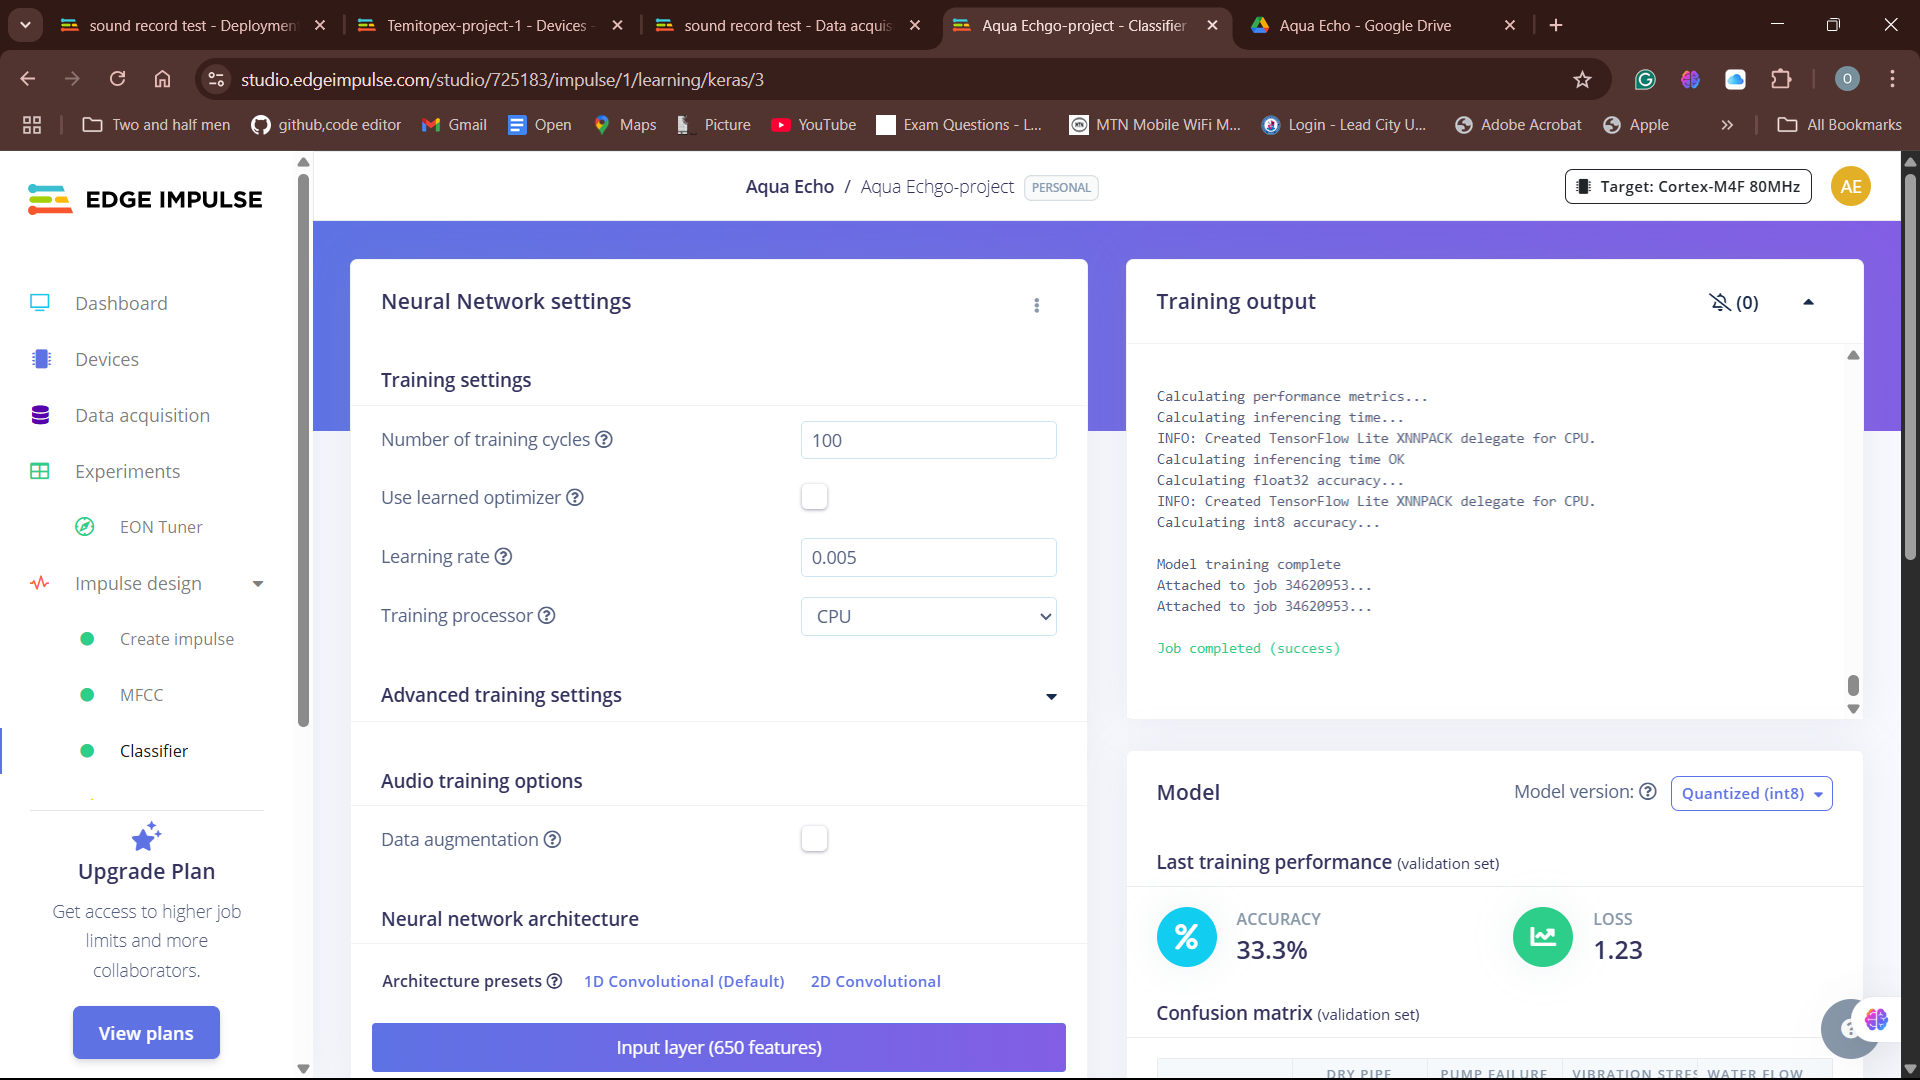 sound record test - Deploymen
Temitopex-project-1 - Devices -
sound record test - Data acquis
Aqua Echgo-project - Classifier
Aqua Echo - Google Drive
studio.edgeimpulse.com/studio/725183/impulse/1/learning/keras/3
O
Two and half men
github,code editor
Gmail
Open
Maps
Picture
YouTube
Exam Questions - L...
MTN Mobile WiFi M...
Login - Lead City U...
Adobe Acrobat
Apple
All Bookmarks
EDGE IMPULSE
Aqua Echo / Aqua Echgo-project PERSONAL
Target: Cortex-M4F 80MHz
AE
Dashboard
Devices
Data acquisition
Experiments
EON Tuner
Impulse design
Create impulse
MFCC
Classifier
Upgrade Plan
Get access to higher job
limits and more
collaborators.
View plans
Neural Network settings
Training settings
Number of training cycles ?
100
Use learned optimizer ?
Learning rate ?
0.005
Training processor ?
CPU
Advanced training settings
Audio training options
Data augmentation ?
Neural network architecture
Architecture presets ? 1D Convolutional (Default) 2D Convolutional
Input layer (650 features)
Training output
(0)
Calculating performance metrics...
Calculating inferencing time...
INFO: Created TensorFlow Lite XNNPACK delegate for CPU.
Calculating inferencing time OK
Calculating float32 accuracy...
INFO: Created TensorFlow Lite XNNPACK delegate for CPU.
Calculating int8 accuracy...
Model training complete
Attached to job 34620953...
Attached to job 34620953...
Job completed (success)
Model
Model version: ?
Quantized (int8)
Last training performance (validation set)
%
ACCURACY
33.3%
LOSS
1.23
Confusion matrix (validation set)
DRY PIPE PUMP FAILURE VIBRATION STRES WATER FLOW